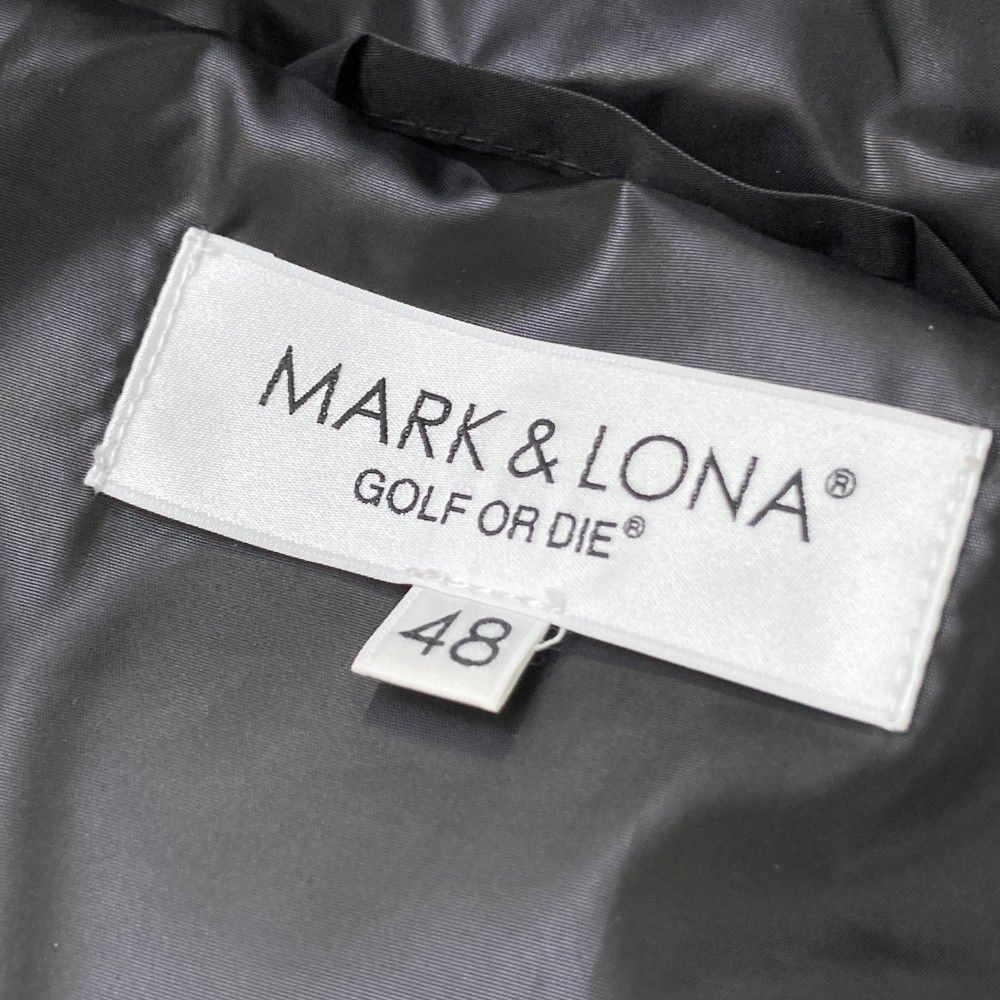 MARK & LONA®
GOLF OR DIE®
48